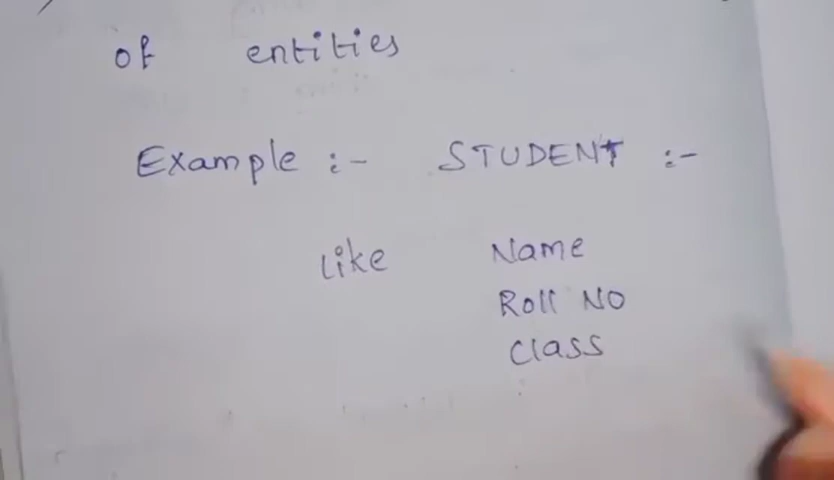 of entities
Example :- STUDENT :-
Like Name
Roll NO
Class